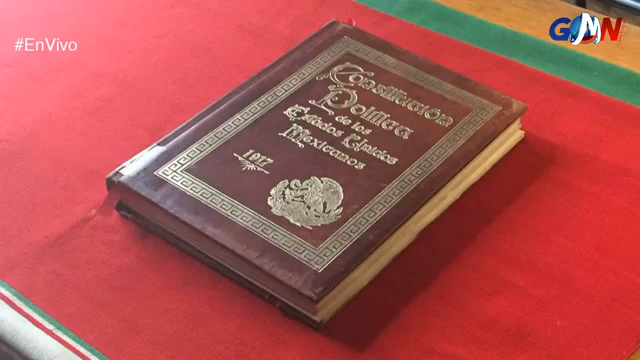 #EnVivo
GMN
Constitución
Política
de los
Estados Unidos
Mexicanos
1917